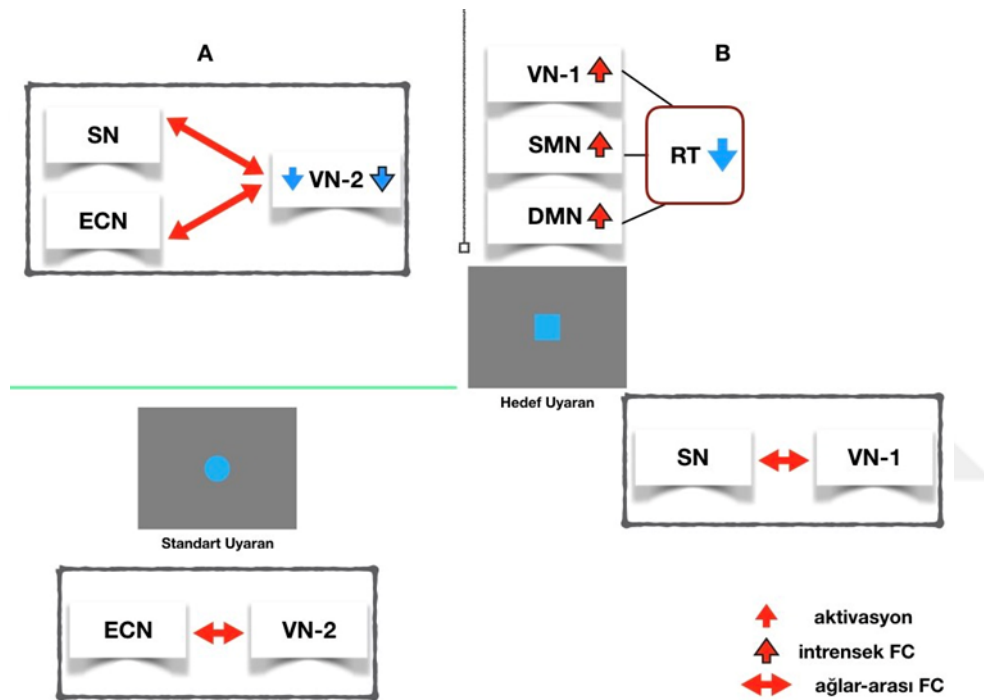 A
SN
ECN
VN-2
B
VN-1
SMN
DMN
RT
Hedef Uyaran
Standart Uyaran
SN
VN-1
ECN
VN-2
aktivasyon
intrensek FC
ağlar-arası FC